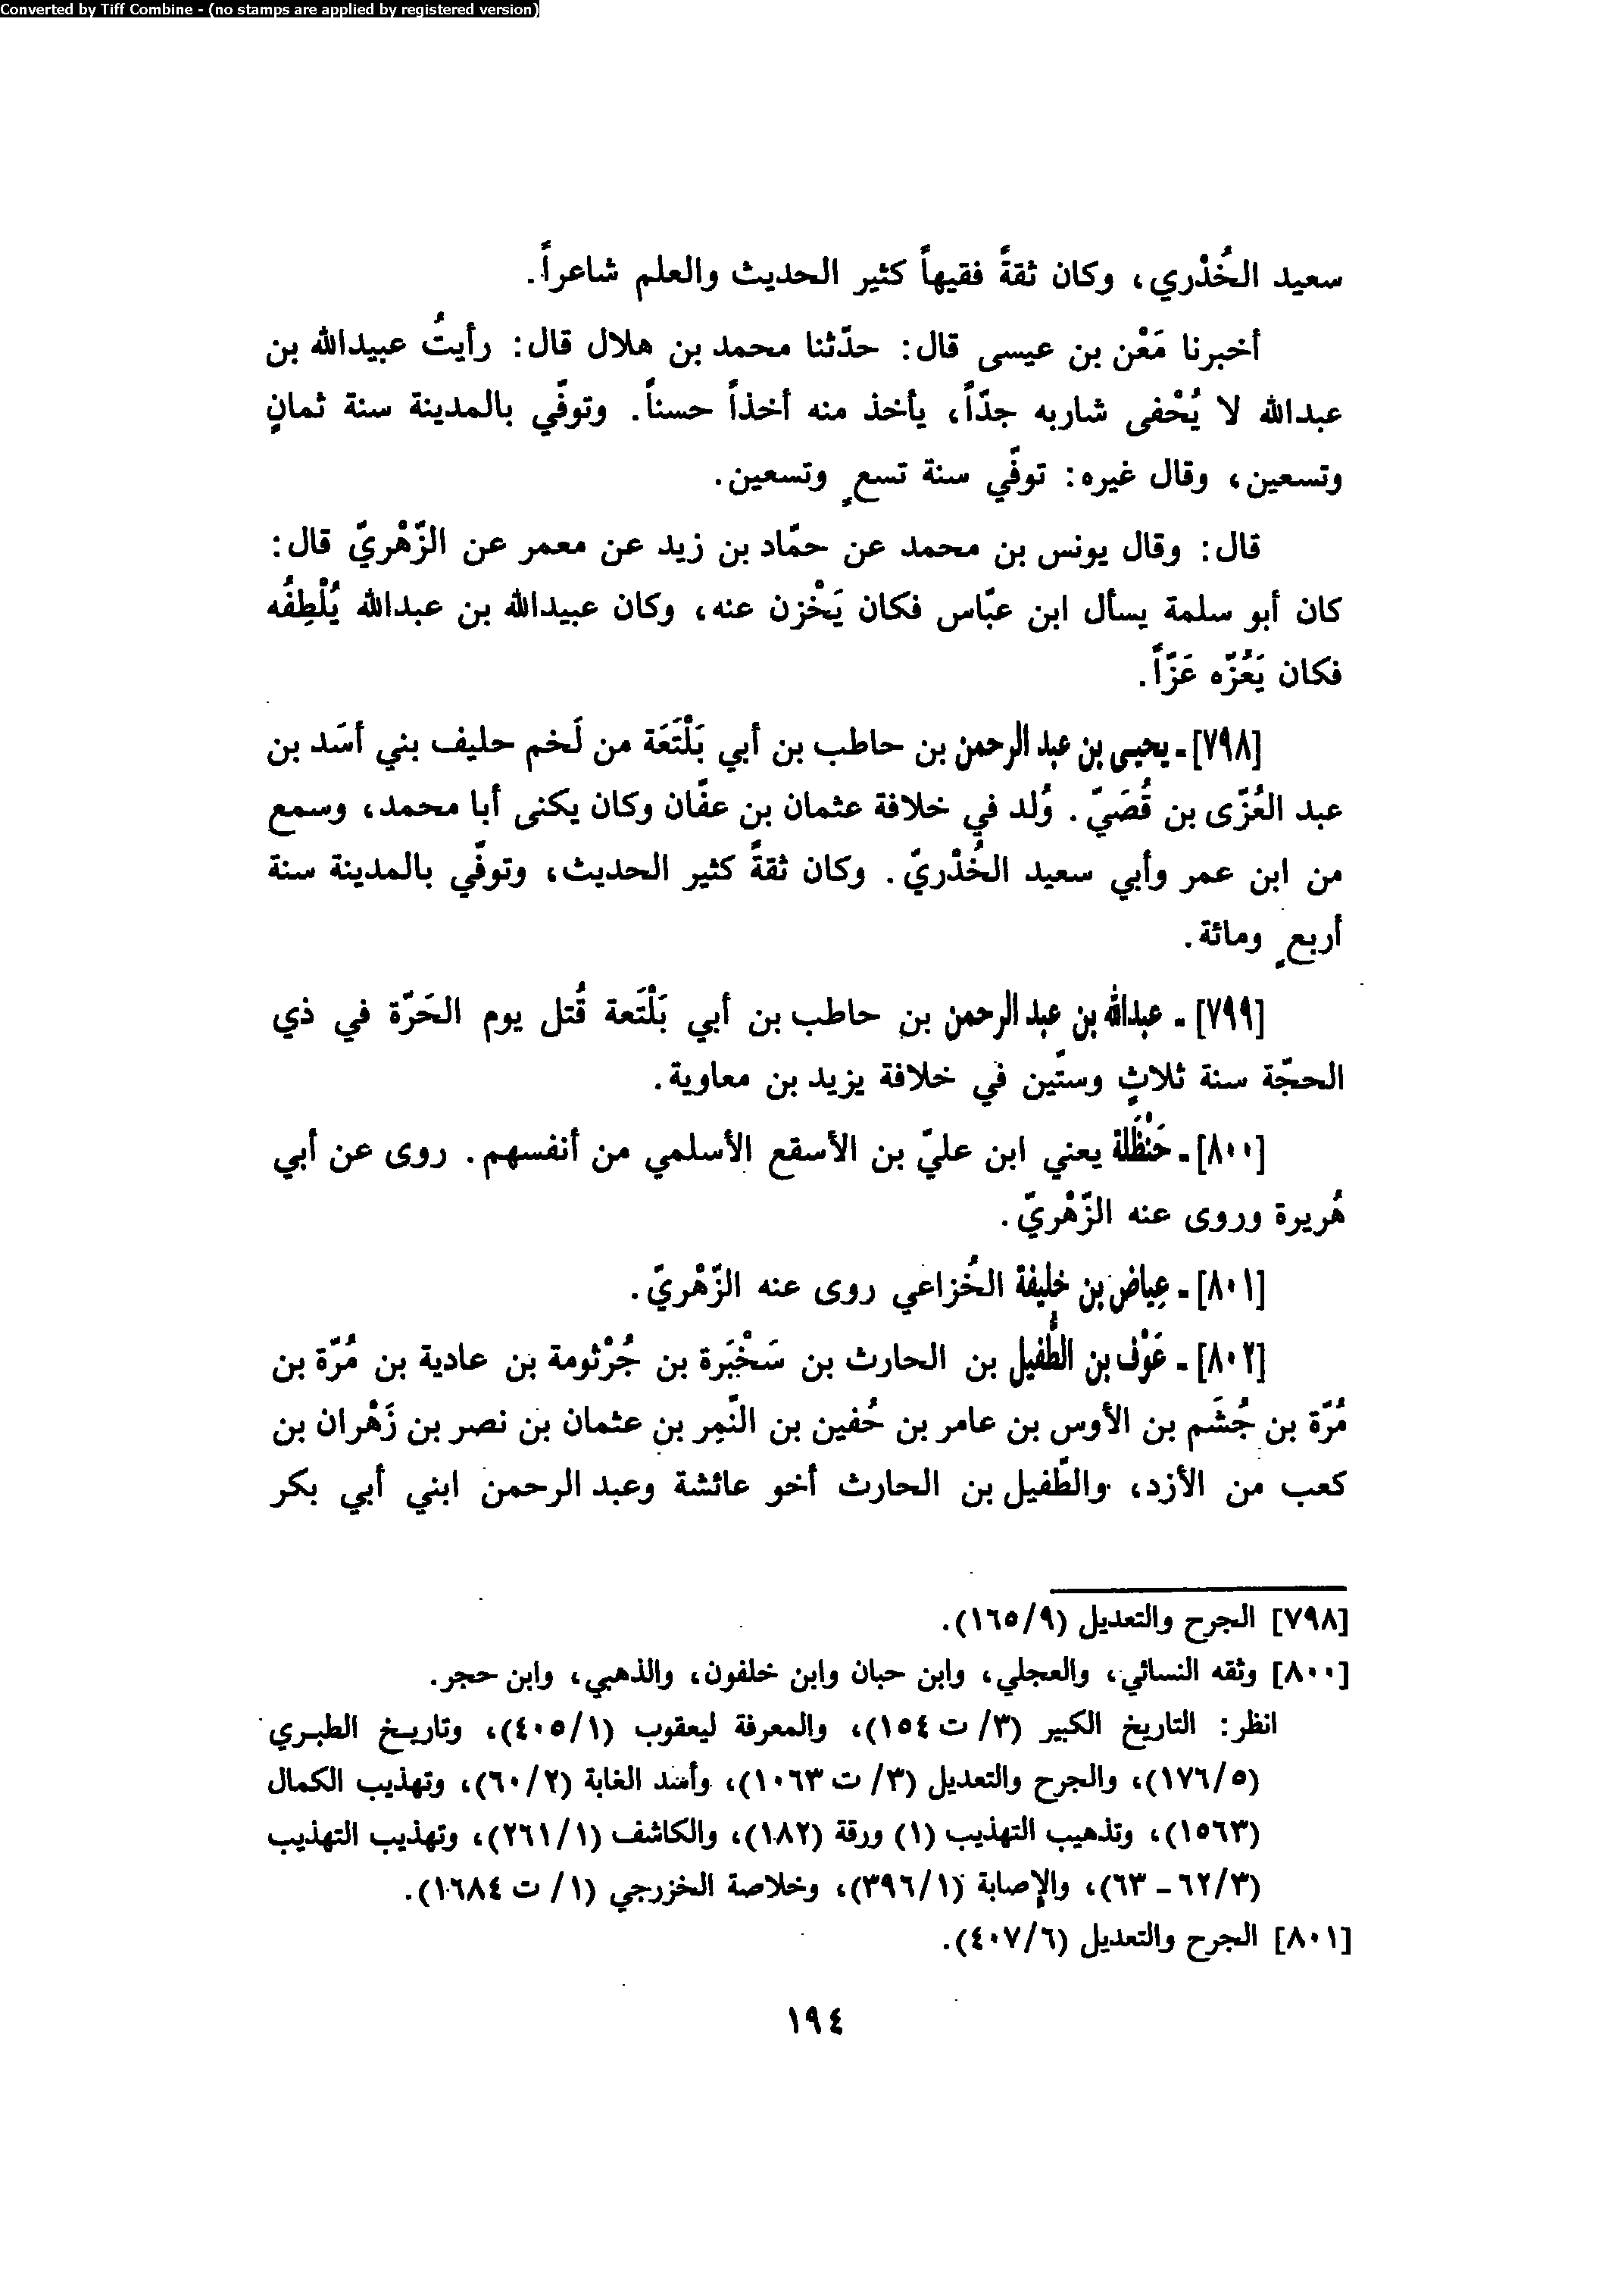 Converted by Tiff Combine - (no stamps are applied by registered version)
سعيد الخُدْري، وكان ثقةً فقيهاً كثير الحديث والعلم شاعراً.
أخبرنا مَعْن بن عيسى قال: حدّثنا محمد بن هلال قال: رأيتُ عبيدالله بن
عبدالله لا يُحْفى شاربه جدّاً، يأخذ منه أخذاً حسناً. وتوفّي بالمدينة سنة ثمانٍ
وتسعين، وقال غيره: توفّي سنة تسعٍ وتسعين.
قال: وقال يونس بن محمد عن حمّاد بن زيد عن معمر عن الزّهْريّ قال:
كان أبو سلمة يسأل ابن عبّاس فكان يَخْزن عنه، وكان عبيدالله بن عبدالله يُلْطِفُه
فكان يَعُزّه عَزّاً.
[٧٩٨] ـ يحيى بن عبد الرحمن بن حاطب بن أبي بَلْتَعَة من لَخم حليف بني أسَد بن
عبد العُزّى بن قُصَيّ. وُلد في خلافة عثمان بن عفّان وكان يكنى أبا محمد، وسمع
من ابن عمر وأبي سعيد الخُدْريّ. وكان ثقةً كثير الحديث، وتوفّي بالمدينة سنة
أربعٍ ومائة.
[٧٩٩] ـ عبدالله بن عبد الرحمن بن حاطب بن أبي بَلْتَعة قُتل يوم الحَرّة في ذي
الحجّة سنة ثلاثٍ وستّين في خلافة يزيد بن معاوية.
[٨٠٠] ـ حَنْظَلة يعني ابن عليّ بن الأسقع الأسلمي من أنفسهم. روى عن أبي
هُريرة وروى عنه الزّهْريّ.
[٨٠١] ـ عِياض بن خليفة الخُزاعي روى عنه الزّهْريّ.
[٨٠٢] ـ عَوْف بن الطُّفيل بن الحارث بن سَخْبَرة بن جُرْثومة بن عادية بن مُرّة بن
مُرّة بن جُشَم بن الأوس بن عامر بن حُفين بن النَّمِر بن عثمان بن نصر بن زَهْران بن
كعب من الأزد، والطّفيل بن الحارث أخو عائشة وعبد الرحمن ابني أبي بكر
[٧٩٨] الجرح والتعديل (١٦٥/٩).
[٨٠٠] وثقه النسائي، والعجلي، وابن حبان وابن خلفون، والذهبي، وابن حجر.
انظر: التاريخ الكبير (٣/ ت ١٥٤)، والمعرفة ليعقوب (٤٠٥/١)، وتاريخ الطبري
(١٧٦/٥)، والجرح والتعديل (٣/ ت ١٠٦٣)، وأسد الغابة (٦٠/٢)، وتهذيب الكمال
(١٥٦٣)، وتذهيب التهذيب (١) ورقة (١٨٢)، والكاشف (٢٦١/١)، وتهذيب التهذيب
(٦٢/٣ - ٦٣)، والإصابة (٣٩٦/١)، وخلاصة الخزرجي (١/ ت ١٦٨٤).
[٨٠١] الجرح والتعديل (٤٠٧/٦).
١٩٤